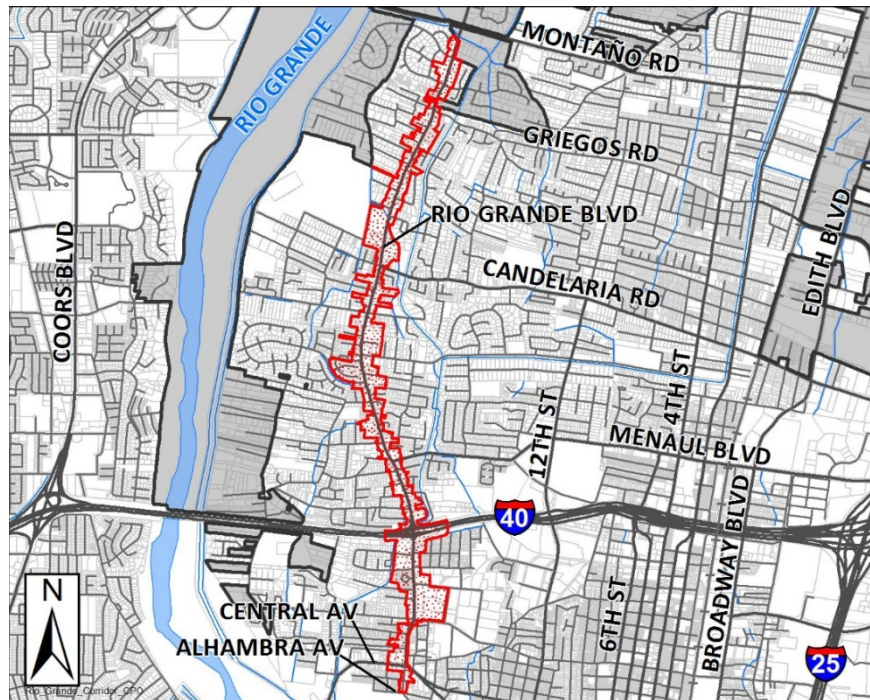 MONTAÑO RD
RIO GRANDE
GRIEGOS RD
RIO GRANDE BLVD
EDITH BLVD
COORS BLVD
CANDELARIA RD
4TH ST
12TH ST
MENAUL BLVD
40
BROADWAY BLVD
6TH ST
N
CENTRAL AV
ALHAMBRA AV
25
Rio_Grande_Corridor_CPO